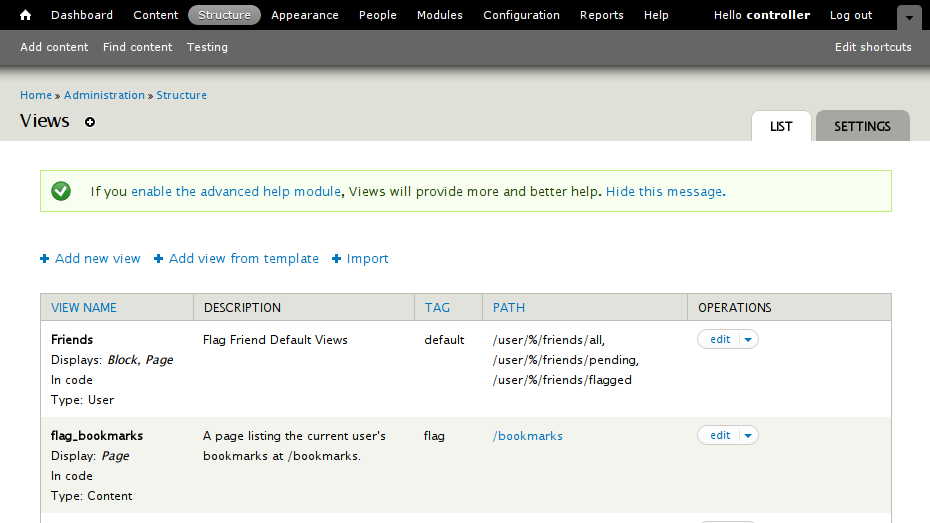 Dashboard Content Structure Appearance People Modules Configuration Reports Help Hello controller Log out
Add content Find content Testing Edit shortcuts
Home » Administration » Structure
Views
LIST SETTINGS
If you enable the advanced help module, Views will provide more and better help. Hide this message.
Add new view Add view from template Import
VIEW NAME DESCRIPTION TAG PATH OPERATIONS
Friends Flag Friend Default Views default /user/%/friends/all, edit
Displays: Block, Page /user/%/friends/pending,
In code /user/%/friends/flagged
Type: User
flag_bookmarks A page listing the current user's flag /bookmarks edit
Display: Page bookmarks at /bookmarks.
In code
Type: Content